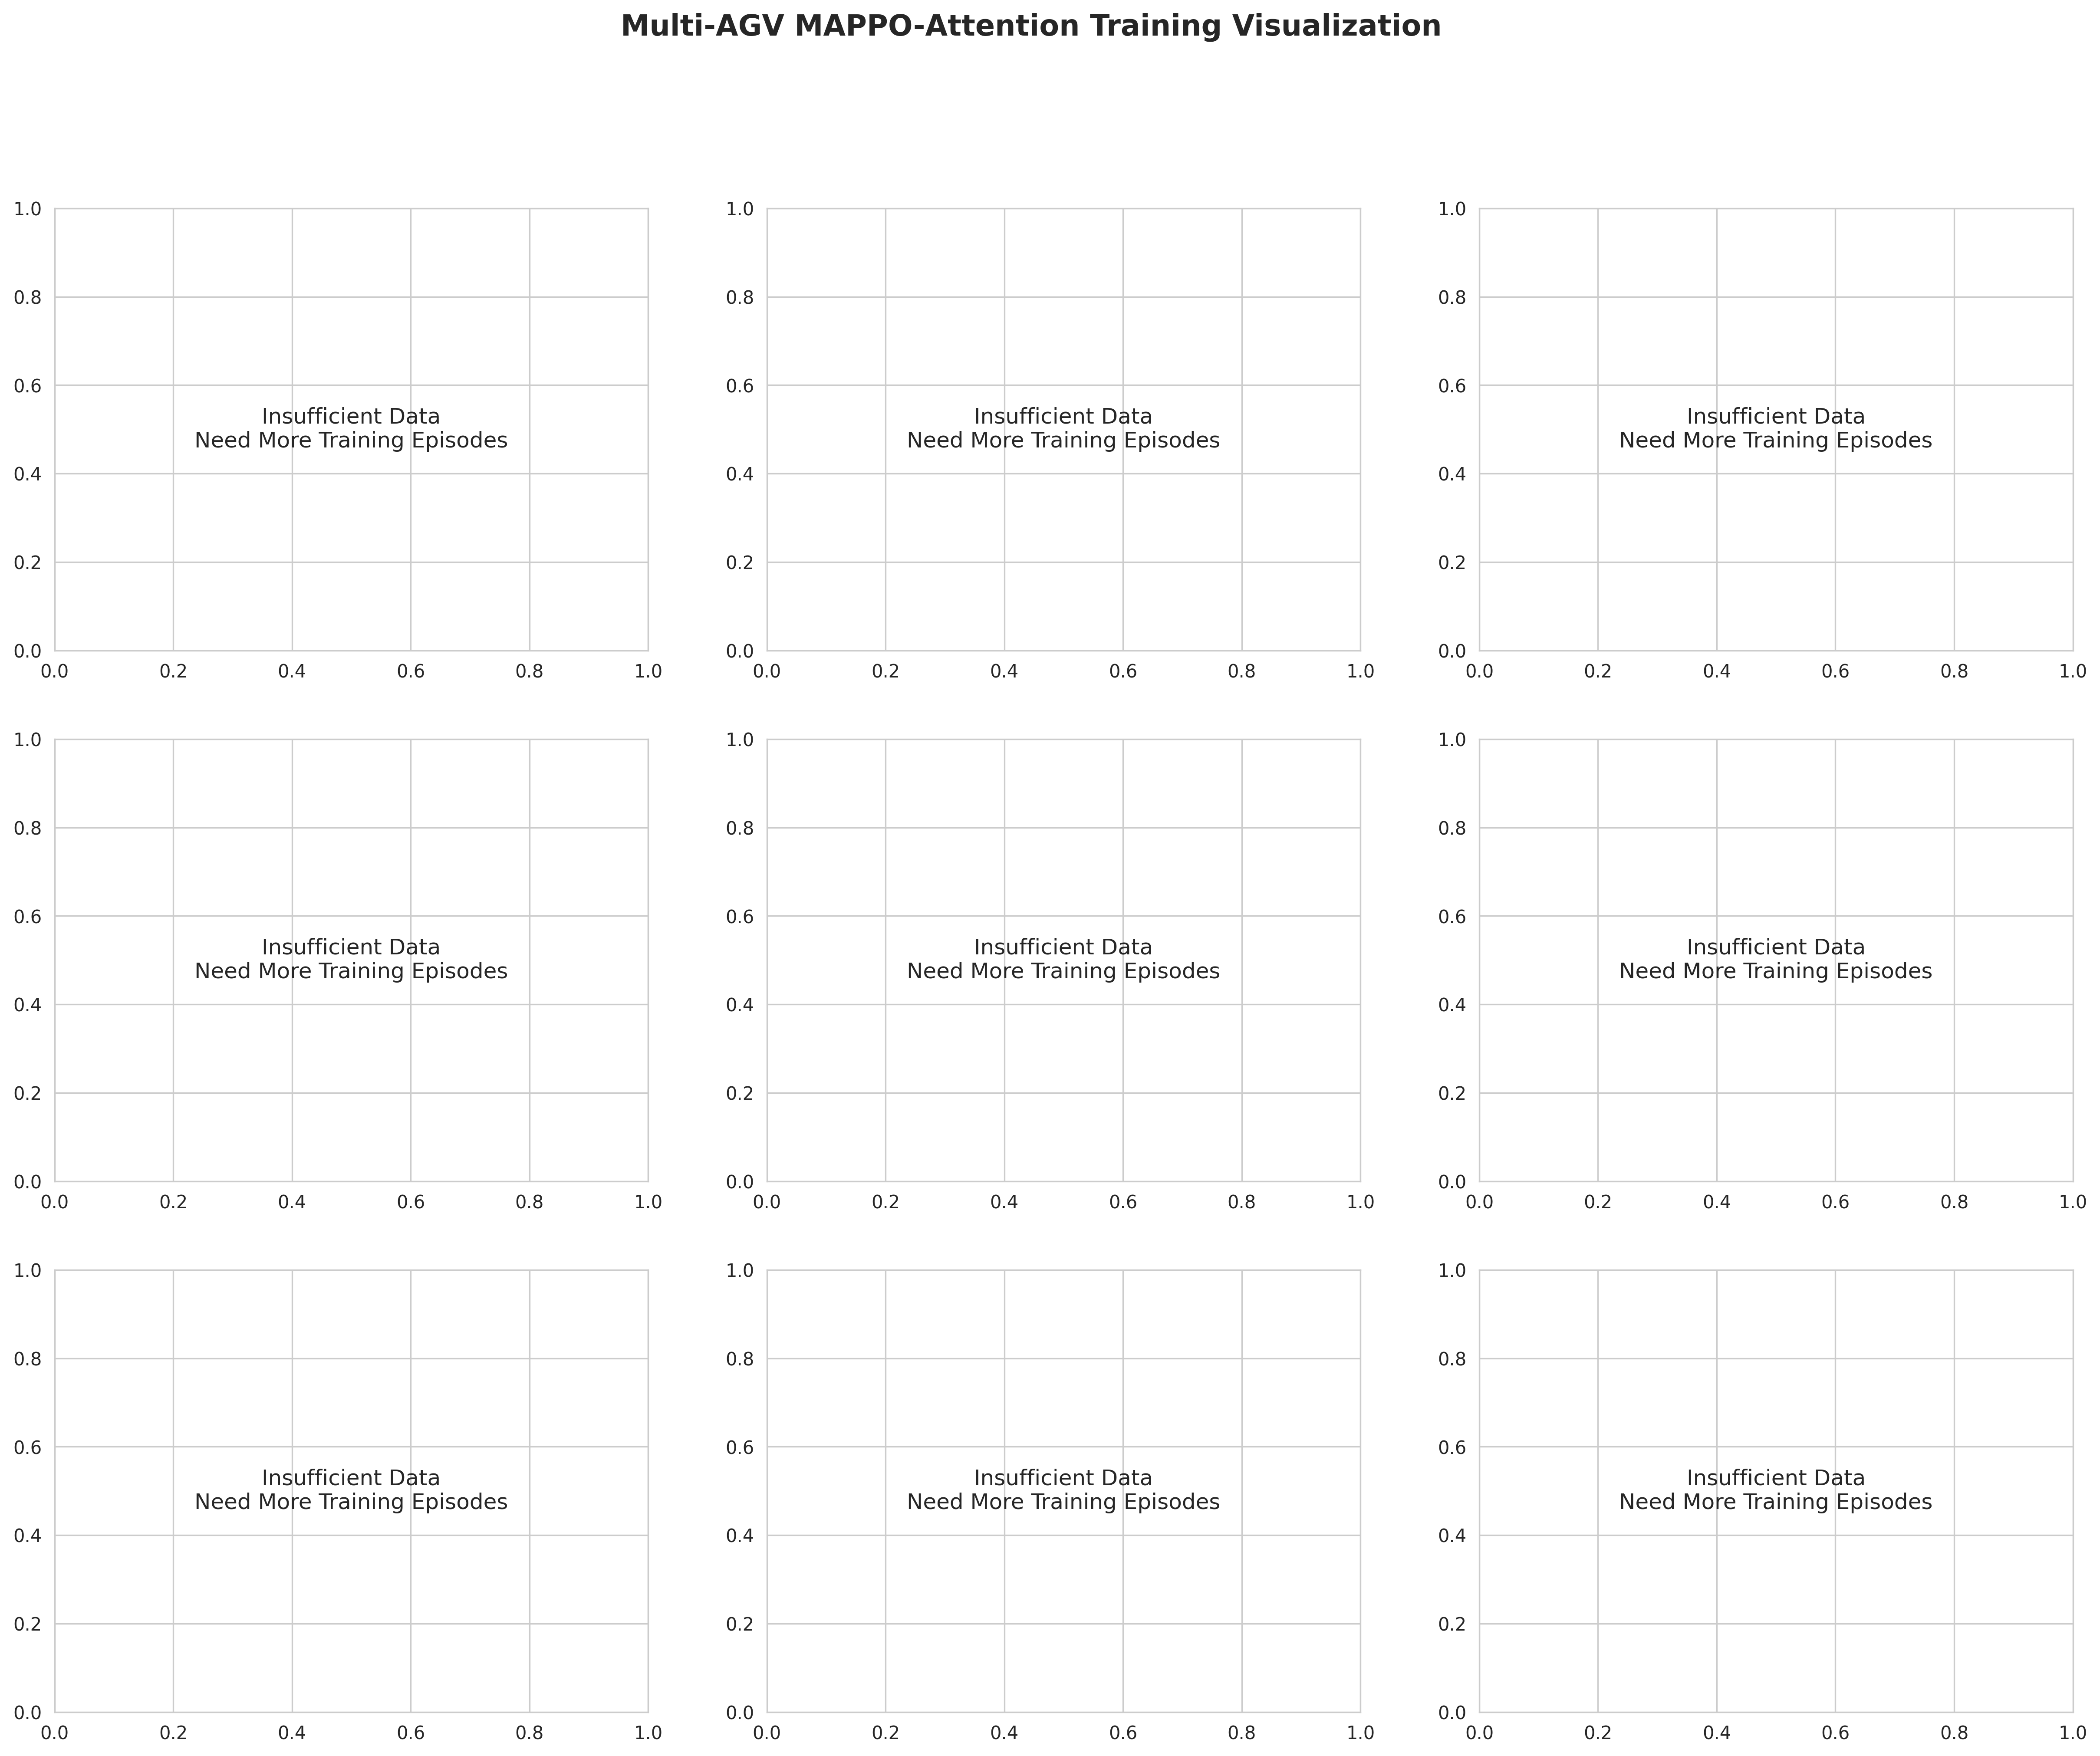 Multi-AGV MAPPO-Attention Training Visualization
1.0 1.0 1.0
0.8 0.8 0.8
0.6 0.6 0.6
Insufficient Data Insufficient Data Insufficient Data
Need More Training Episodes Need More Training Episodes Need More Training Episodes
0.4 0.4 0.4
0.2 0.2 0.2
0.0 0.0 0.0
0.0 0.2 0.4 0.6 0.8 1.0 0.0 0.2 0.4 0.6 0.8 1.0 0.0 0.2 0.4 0.6 0.8 1.0
1.0 1.0 1.0
0.8 0.8 0.8
0.6 0.6 0.6
Insufficient Data Insufficient Data Insufficient Data
Need More Training Episodes Need More Training Episodes Need More Training Episodes
0.4 0.4 0.4
0.2 0.2 0.2
0.0 0.0 0.0
0.0 0.2 0.4 0.6 0.8 1.0 0.0 0.2 0.4 0.6 0.8 1.0 0.0 0.2 0.4 0.6 0.8 1.0
1.0 1.0 1.0
0.8 0.8 0.8
0.6 0.6 0.6
Insufficient Data Insufficient Data Insufficient Data
Need More Training Episodes Need More Training Episodes Need More Training Episodes
0.4 0.4 0.4
0.2 0.2 0.2
0.0 0.0 0.0
0.0 0.2 0.4 0.6 0.8 1.0 0.0 0.2 0.4 0.6 0.8 1.0 0.0 0.2 0.4 0.6 0.8 1.0